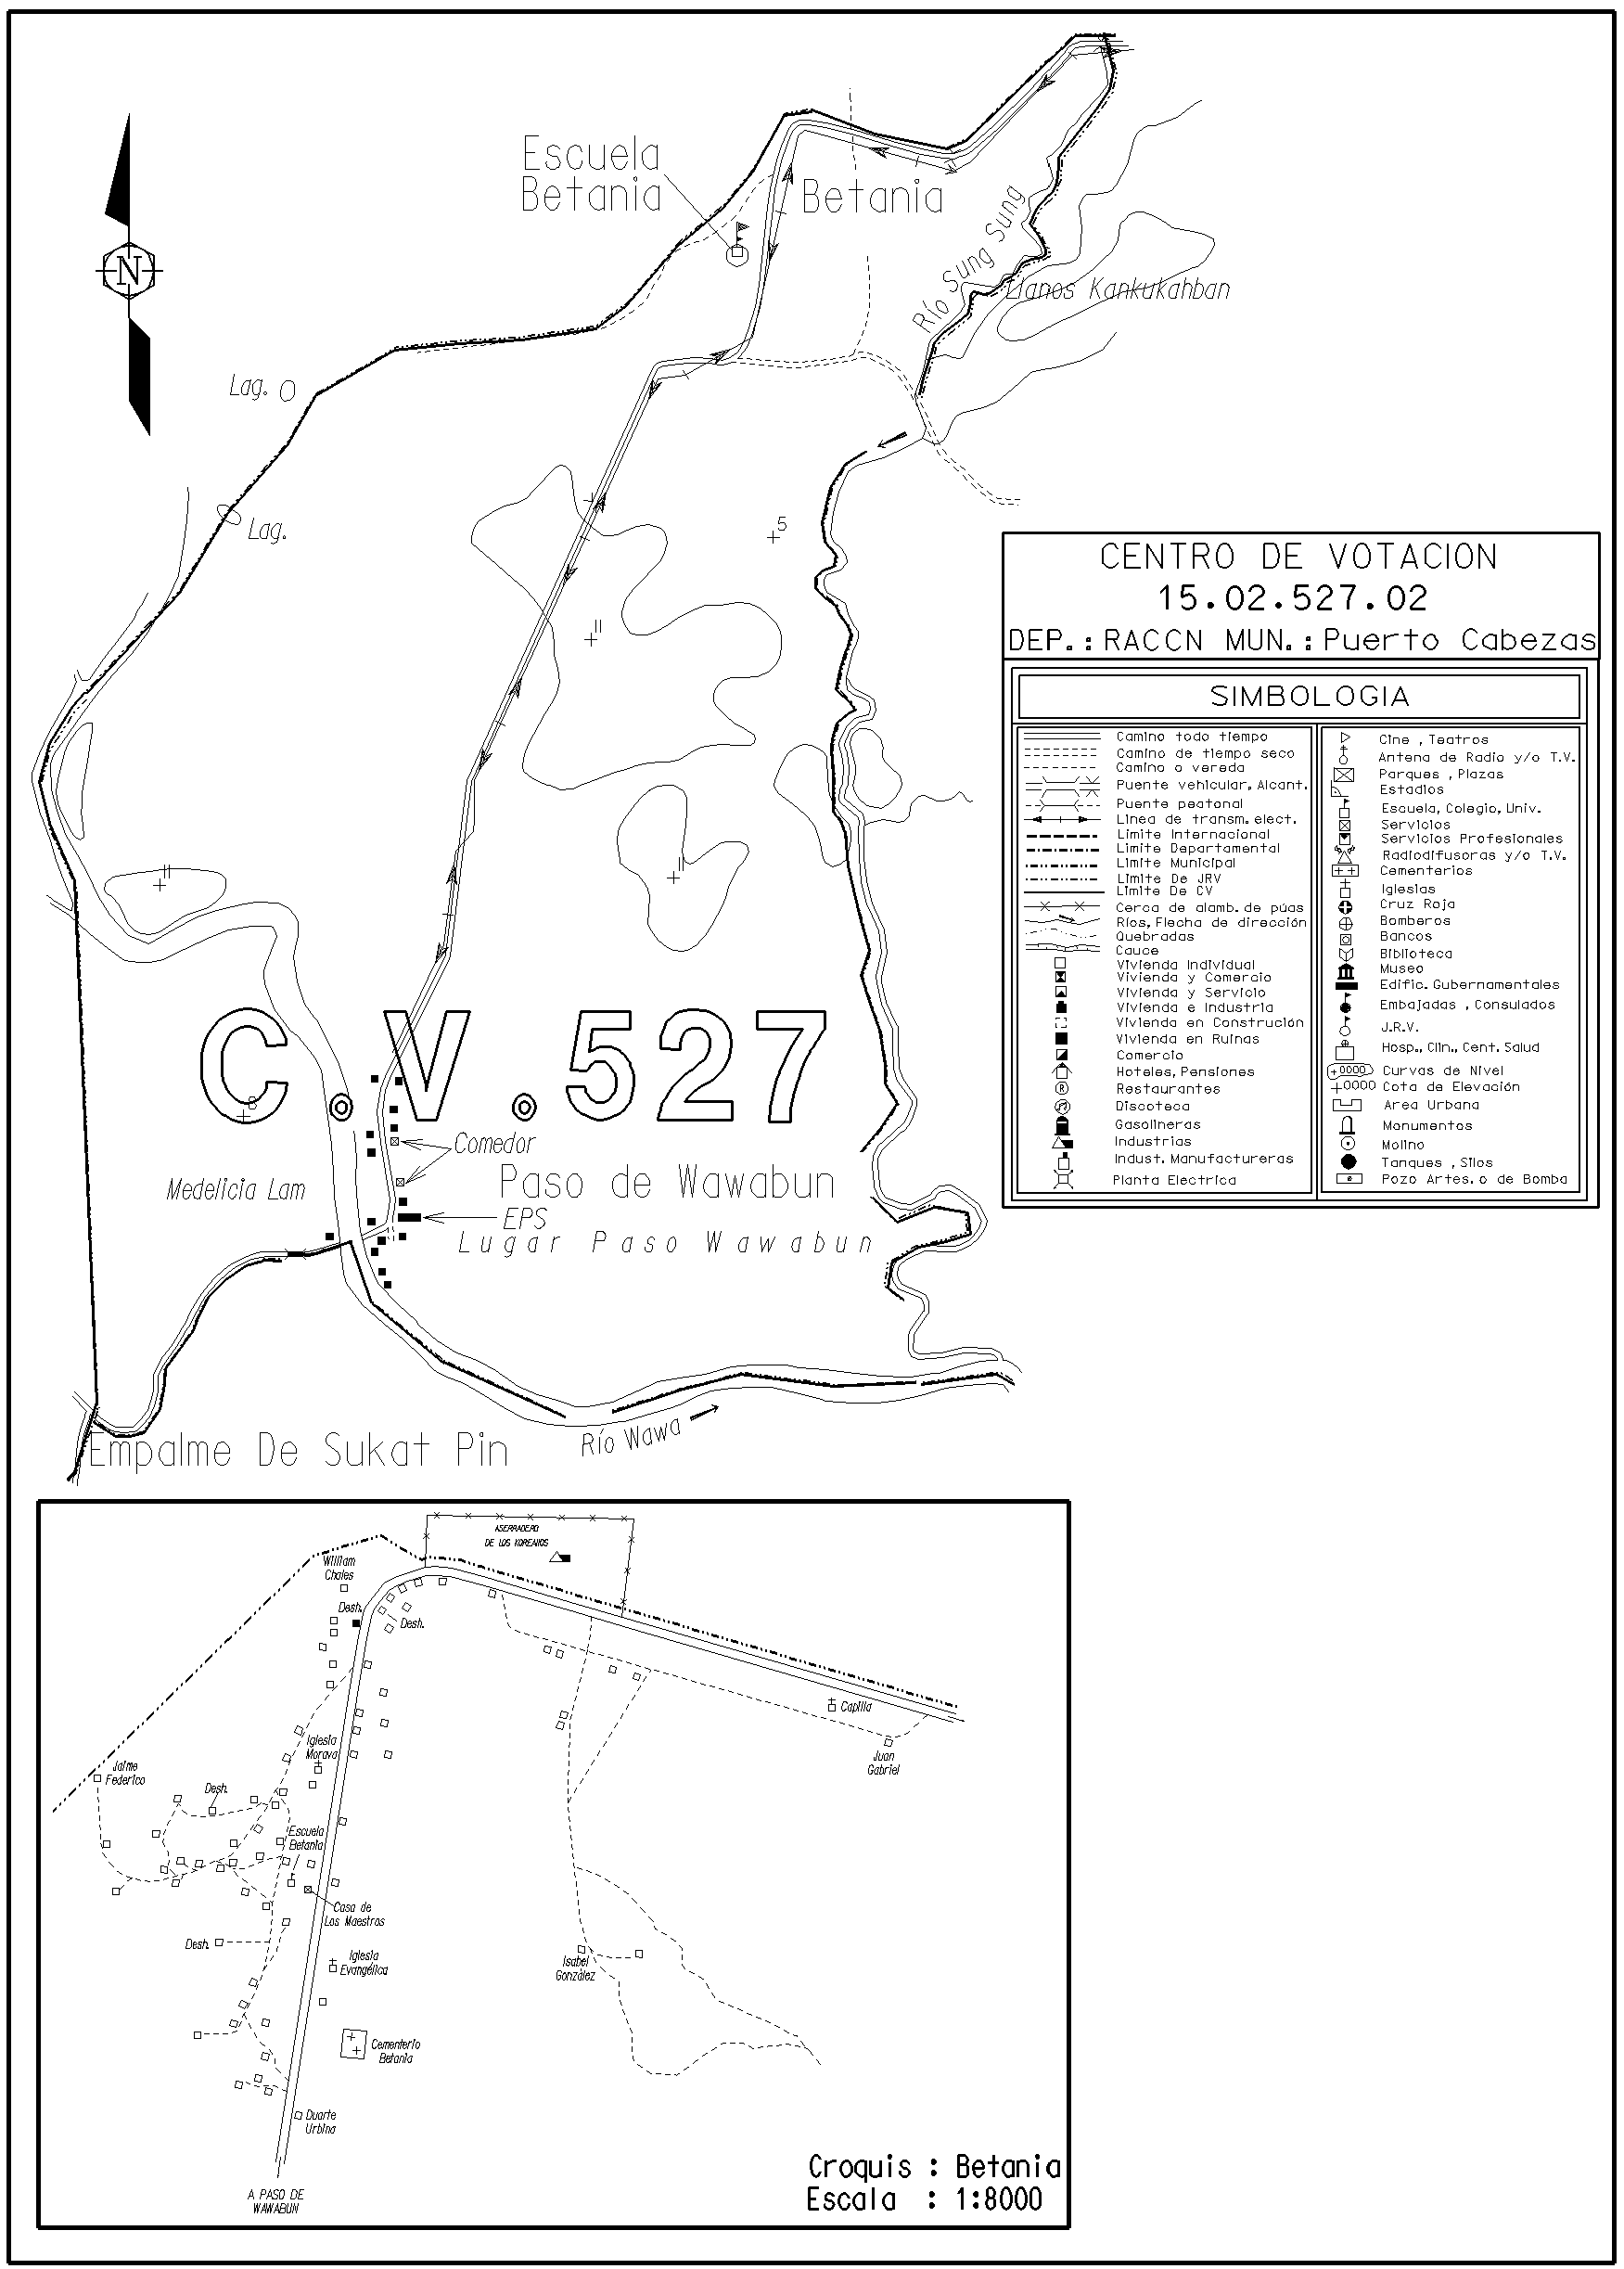 Escuela
Betania
Betania
Río Sung Sung
Llanos Kankukahban
N
Lag.
Lag.
5
11
11
11
8
C.V.527
Comedor
Medelicia Lam
Paso de Wawabun
EPS
Lugar Paso Wawabun
Empalme De Sukat Pin
Río Wawa
CENTRO DE VOTACION
15.02.527.02
DEP.: RACCN MUN.: Puerto Cabezas
SIMBOLOGIA
Camino todo tiempo
Camino de tiempo seco
Camino o vereda
Puente vehicular, Alcant.
Puente peatonal
Linea de transm. elect.
Limite Internacional
Limite Departamental
Limite Municipal
Limite De JRV
Limite De CV
Cerca de alamb. de púas
Ríos, Flecha de dirección
Quebradas
Cauce
Vivienda Individual
Vivienda y Comercio
Vivienda y Servicio
Vivienda e Industria
Vivienda en Construción
Vivienda en Ruinas
Comercio
Hoteles, Pensiones
R Restaurantes
Discoteca
Gasolineras
Industrias
Indust. Manufactureras
Planta Electrica
Cine , Teatros
Antena de Radio y/o T.V.
Parques , Plazas
Estadios
Escuela, Colegio, Univ.
Servicios
Servicios Profesionales
Radiodifusoras y/o T.V.
Cementerios
Iglesias
Cruz Roja
Bomberos
Bancos
Biblioteca
Museo
Edific. Gubernamentales
Embajadas , Consulados
J.R.V.
Hosp., Clin., Cent. Salud
+0000 Curvas de Nivel
+0000 Cota de Elevación
Area Urbana
Monumentos
Molino
Tanques , Silos
Pozo Artes. o de Bomba
ASERRADERO
DE LOS KOREANOS
William
Chales
Desh.
Desh.
Capilla
Juan
Gabriel
Iglesia
Morava
Jaime
Federico
Desh.
Escuela
Betania
Casa de
Los Maestros
Desh.
Iglesia
Evangélica
Isabel
González
Cementerio
Betania
Duarte
Urbina
A PASO DE
WAWABUN
Croquis : Betania
Escala : 1:8000